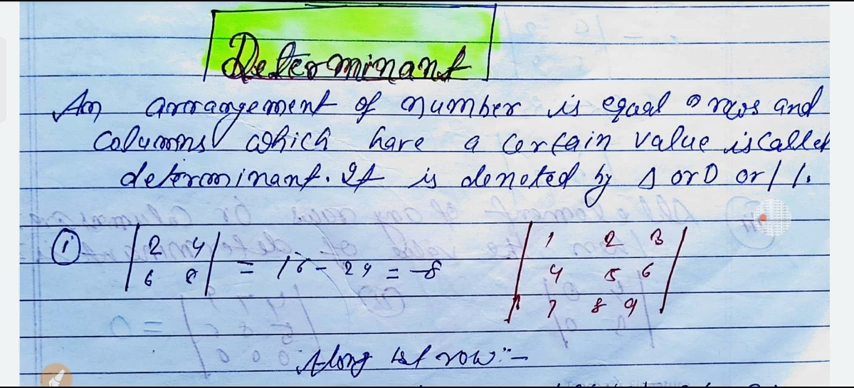 Determinant
An arrangement of number is equal rows and
Columns which have a certain value is called
determinant. It is denoted by Δ or D or | |.
i | 2 4 | = 16 - 24 = -8 | 1 2 3 |
| 6 8 | | 4 5 6 |
| 7 8 9 |
Along 1st row:-